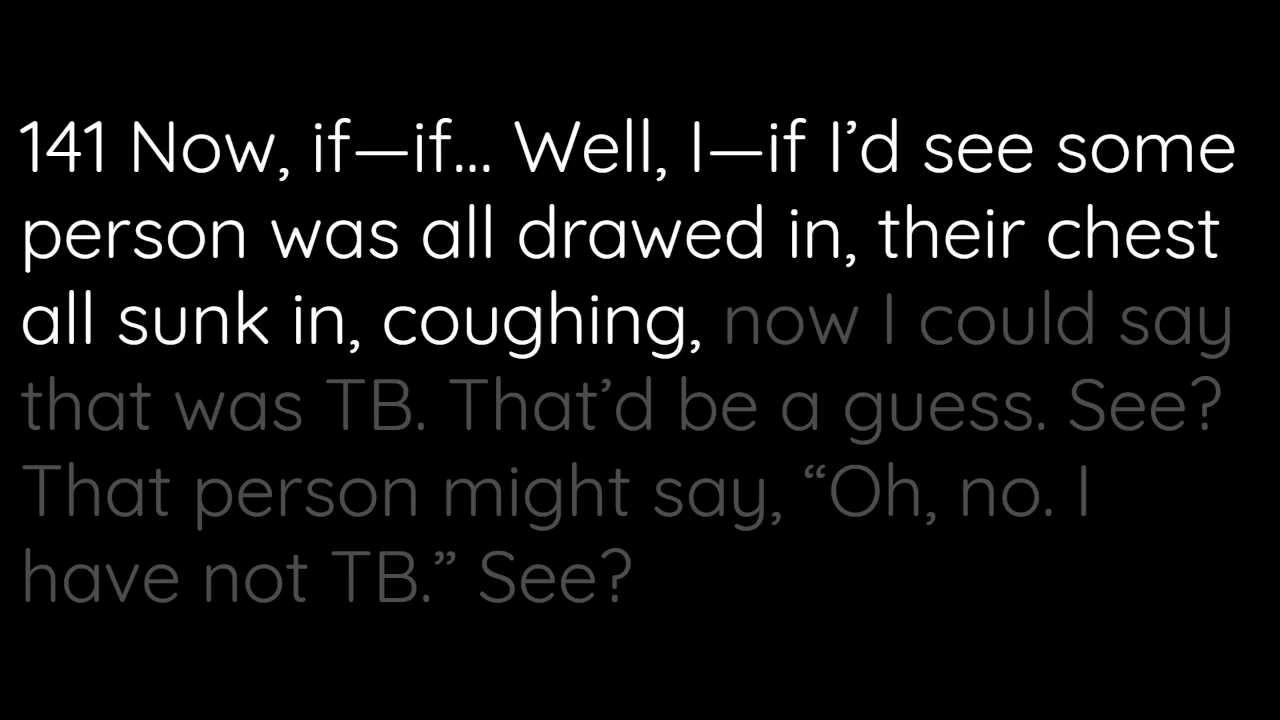 141 Now, if—if... Well, I—if I’d see some
person was all drawed in, their chest
all sunk in, coughing, now I could say
that was TB. That’d be a guess. See?
That person might say, “Oh, no. I
have not TB.” See?